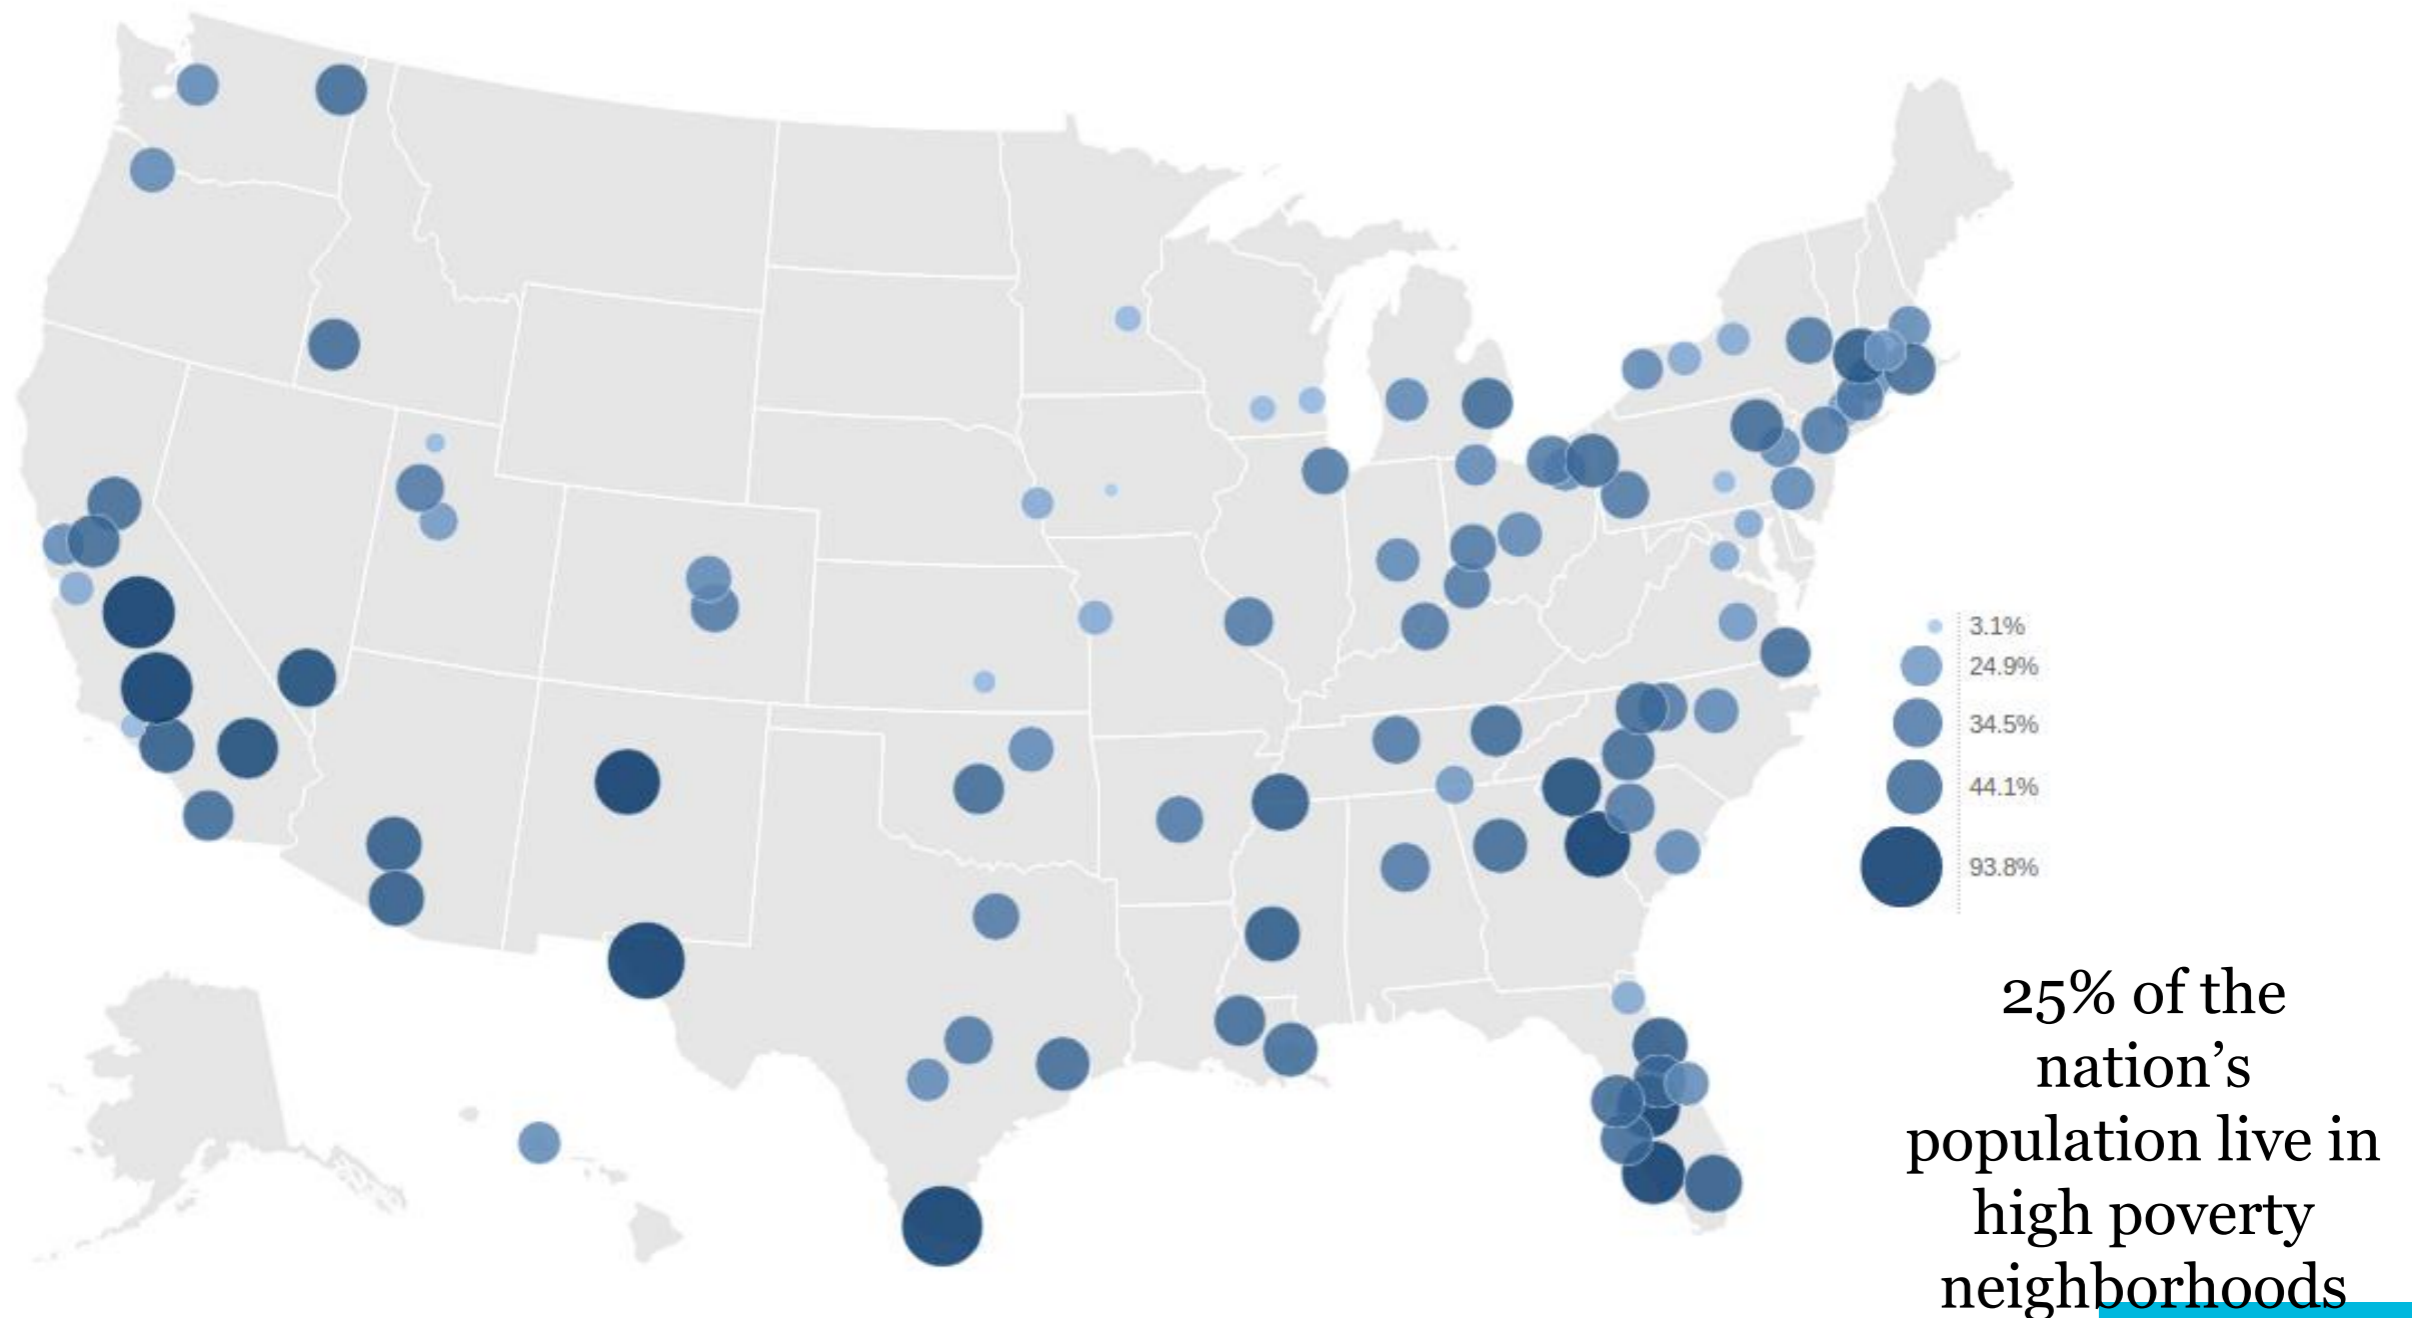 3.1%
24.9%
34.5%
44.1%
93.8%
25% of the
nation’s
population live in
high poverty
neighborhoods